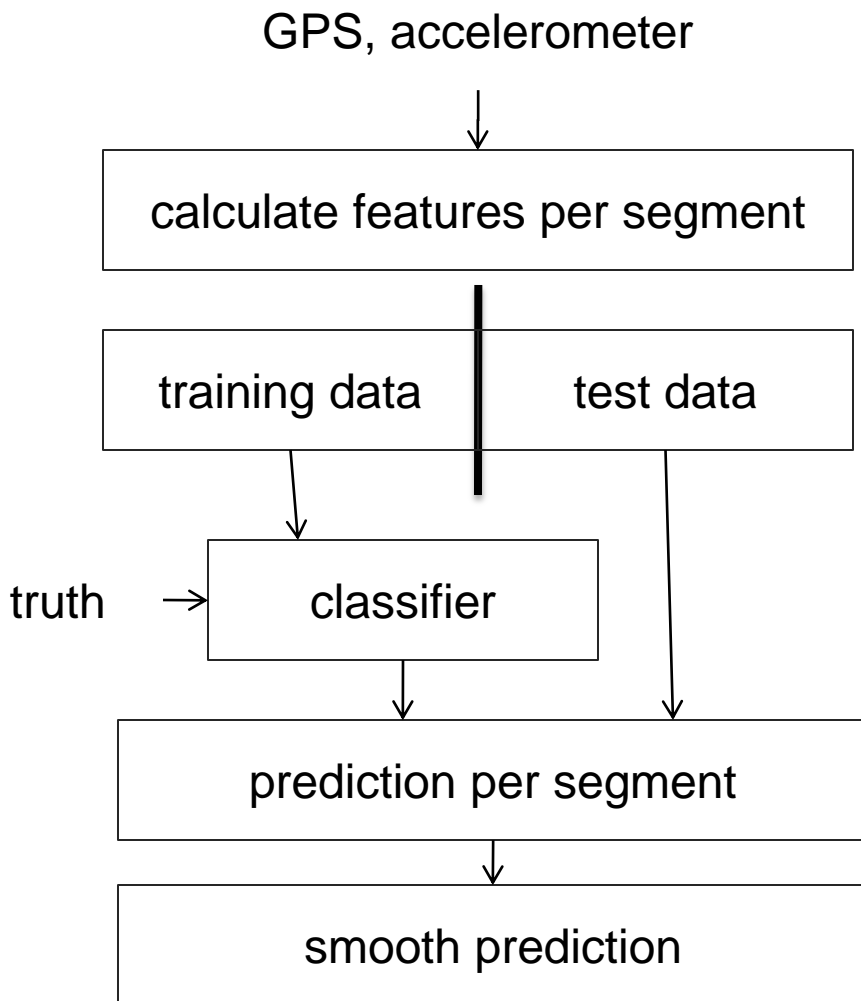 GPS, accelerometer
calculate features per segment
training data
test data
truth
classifier
prediction per segment
smooth prediction